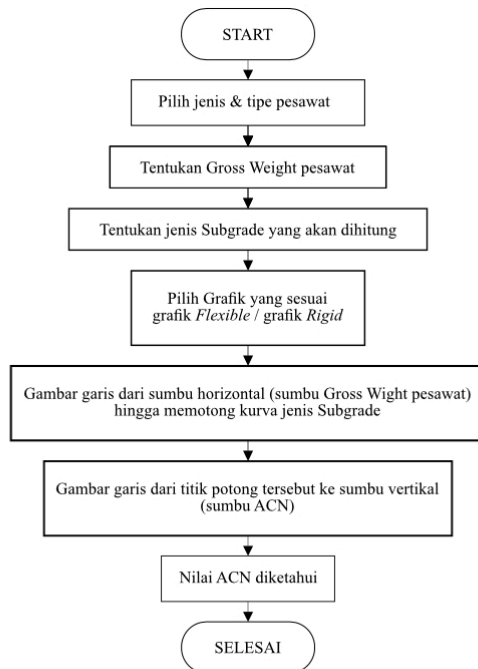 START
Pilih jenis & tipe pesawat
Tentukan Gross Weight pesawat
Tentukan jenis Subgrade yang akan dihitung
Pilih Grafik yang sesuai
grafik Flexible / grafik Rigid
Gambar garis dari sumbu horizontal (sumbu Gross Wight pesawat)
hingga memotong kurva jenis Subgrade
Gambar garis dari titik potong tersebut ke sumbu vertikal
(sumbu ACN)
Nilai ACN diketahui
SELESAI